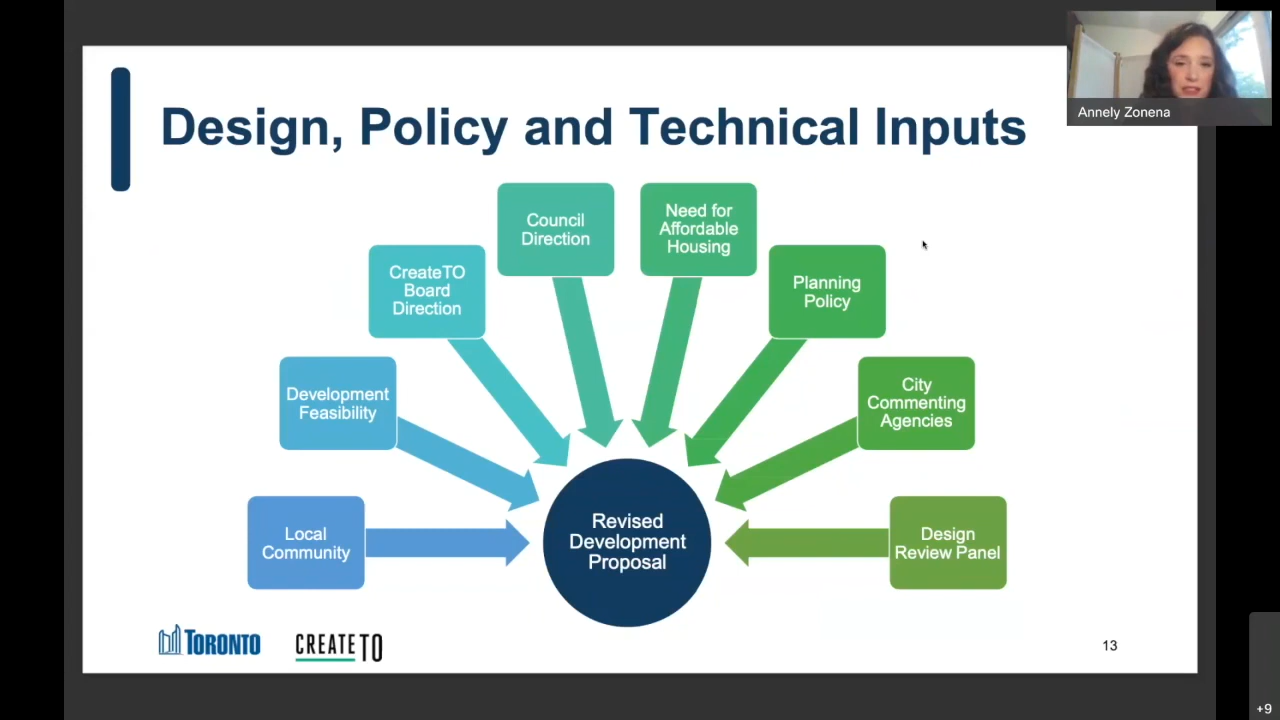 Annely Zonena
Design, Policy and Technical Inputs
Council
Direction
Need for
Affordable
Housing
CreateTO
Board
Direction
Planning
Policy
Development
Feasibility
City
Commenting
Agencies
Local
Community
Revised
Development
Proposal
Design
Review Panel
TORONTO
CREATETO
13
+9